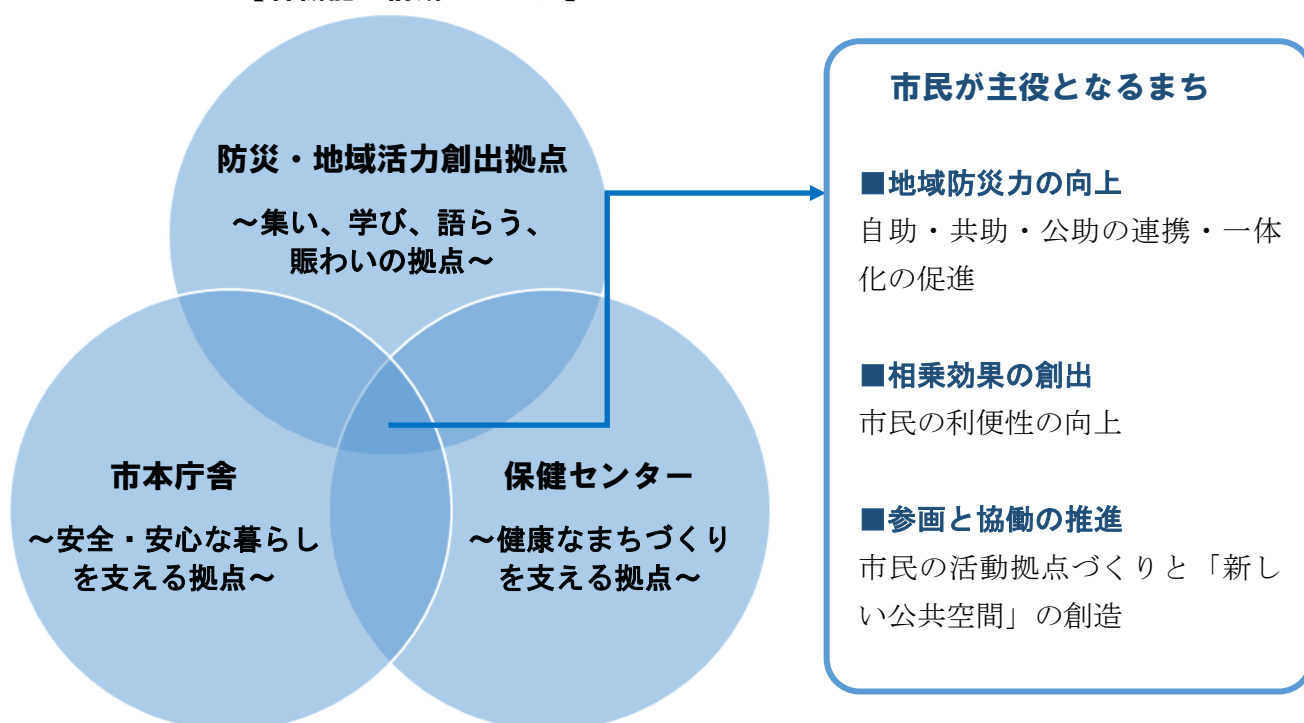 防災・地域活力創出拠点
～集い、学び、語らう、
賑わいの拠点～
市本庁舎
～安全・安心な暮らし
を支える拠点～
保健センター
～健康なまちづくり
を支える拠点～
市民が主役となるまち
■地域防災力の向上
自助・共助・公助の連携・一体
化の促進
■相乗効果の創出
市民の利便性の向上
■参画と協働の推進
市民の活動拠点づくりと「新し
い公共空間」の創造